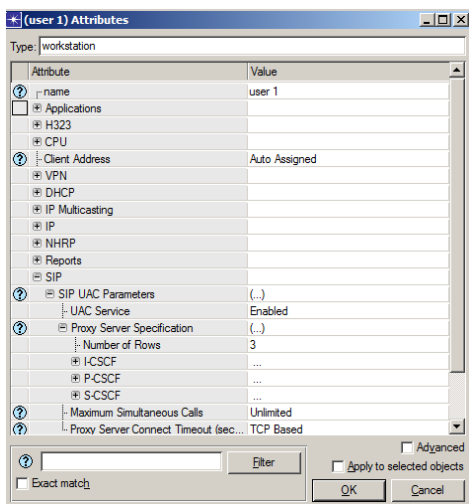 (user 1) Attributes
Type: workstation
Attribute Value
name user 1
Applications
H323
CPU
Client Address Auto Assigned
VPN
DHCP
IP Multicasting
IP
NHRP
Reports
SIP
SIP UAC Parameters (...)
UAC Service Enabled
Proxy Server Specification (...)
Number of Rows 3
I-CSCF ...
P-CSCF ...
S-CSCF ...
Maximum Simultaneous Calls Unlimited
Proxy Server Connect Timeout (sec... TCP Based
Advanced
Filter
Apply to selected objects
Exact match
OK Cancel